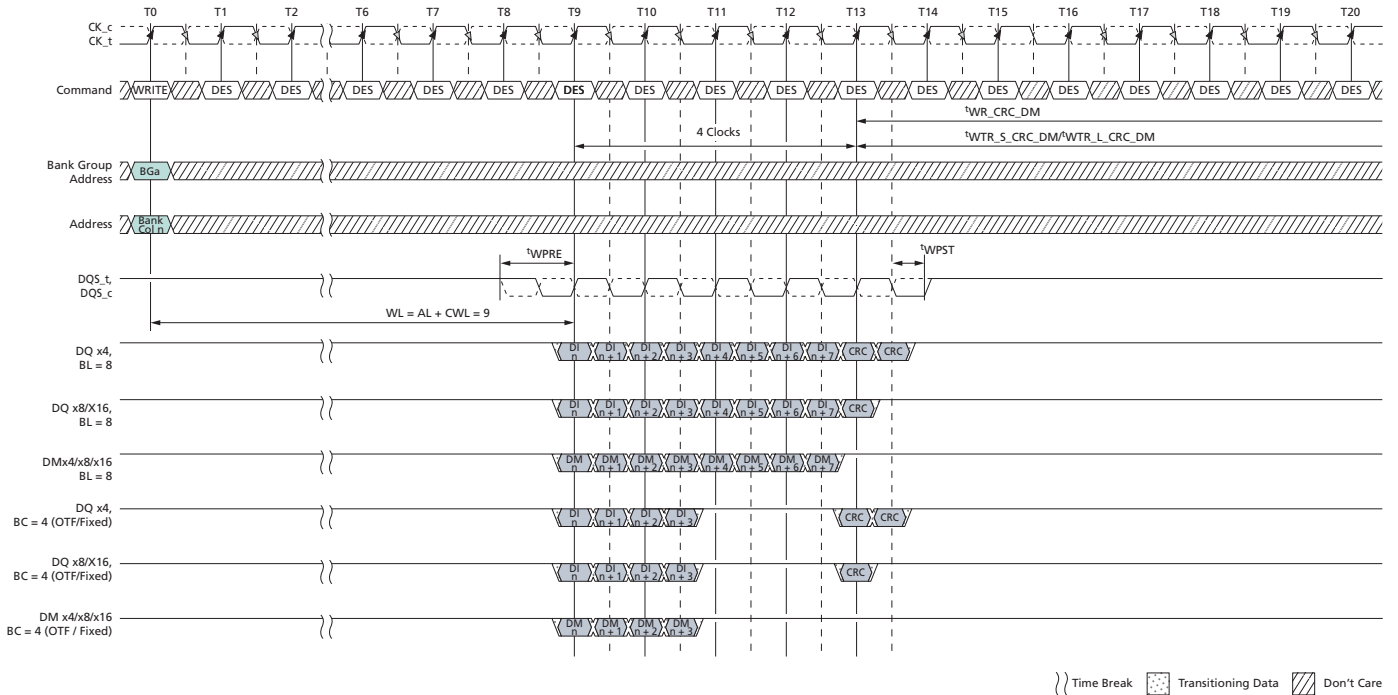 T0 T1 T2 T6 T7 T8 T9 T10 T11 T12 T13 T14 T15 T16 T17 T18 T19 T20
CK_c
CK_t
Command WRITE DES DES DES DES DES DES DES DES DES DES DES DES DES DES DES DES DES
tWR_CRC_DM
4 Clocks
tWTR_S_CRC_DM/tWTR_L_CRC_DM
Bank Group
Address
BGa
Address
Bank
Col n
tWPRE
tWPST
DQS_t,
DQS_c
WL = AL + CWL = 9
DQ x4,
BL = 8
DI DI DI DI DI DI DI DI CRC CRC
n n + 1 n + 2 n + 3 n + 4 n + 5 n + 6 n + 7
DQ x8/X16,
BL = 8
DI DI DI DI DI DI DI DI CRC
n n + 1 n + 2 n + 3 n + 4 n + 5 n + 6 n + 7
DMx4/x8/x16
BL = 8
DM DM DM DM DM DM DM DM
n n + 1 n + 2 n + 3 n + 4 n + 5 n + 6 n + 7
DQ x4,
BC = 4 (OTF/Fixed)
DI DI DI DI CRC CRC
n n + 1 n + 2 n + 3
DQ x8/X16,
BC = 4 (OTF/Fixed)
DI DI DI DI CRC
n n + 1 n + 2 n + 3
DM x4/x8/x16
BC = 4 (OTF / Fixed)
DM DM DM DM
n n + 1 n + 2 n + 3
Time Break Transitioning Data Don't Care